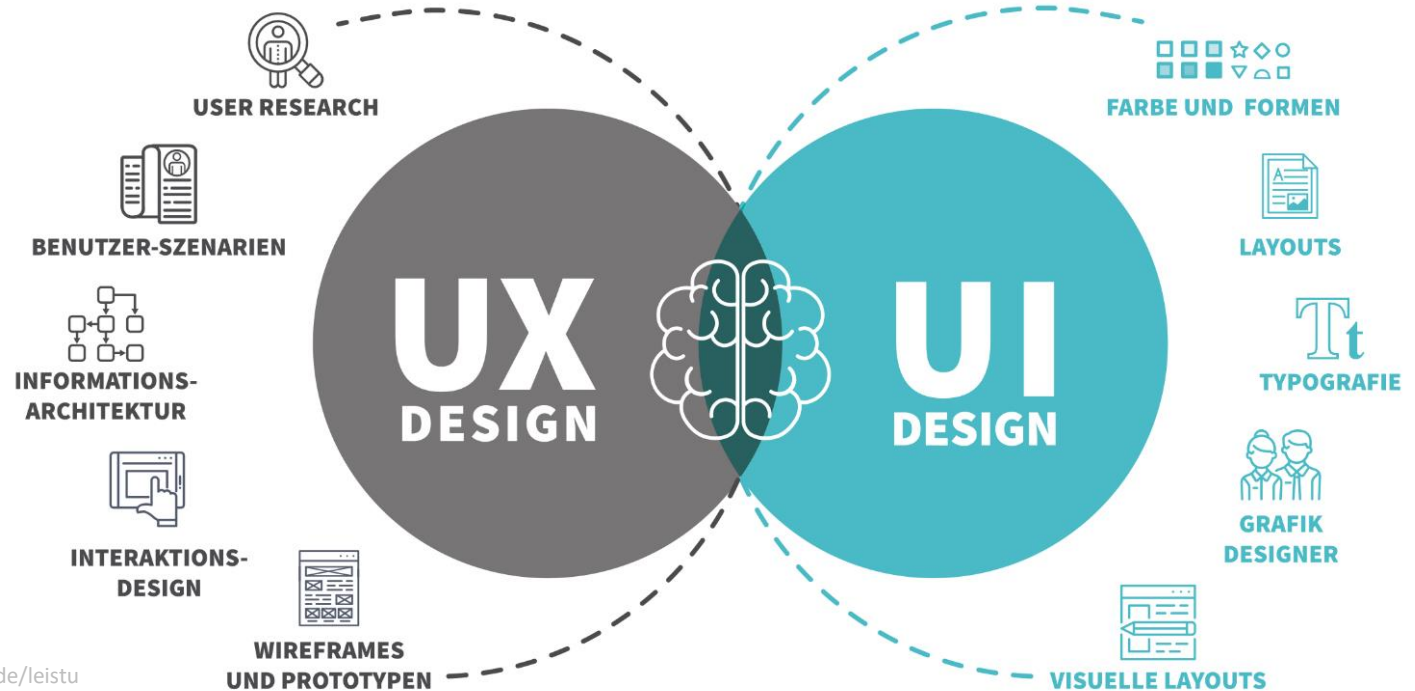 USER RESEARCH
BENUTZER-SZENARIEN
INFORMATIONS-
ARCHITEKTUR
INTERAKTIONS-
DESIGN
WIREFRAMES
UND PROTOTYPEN
UX
DESIGN
UI
DESIGN
FARBE UND FORMEN
LAYOUTS
A
Tt
TYPOGRAFIE
GRAFIK
DESIGNER
VISUELLE LAYOUTS
de/leistu